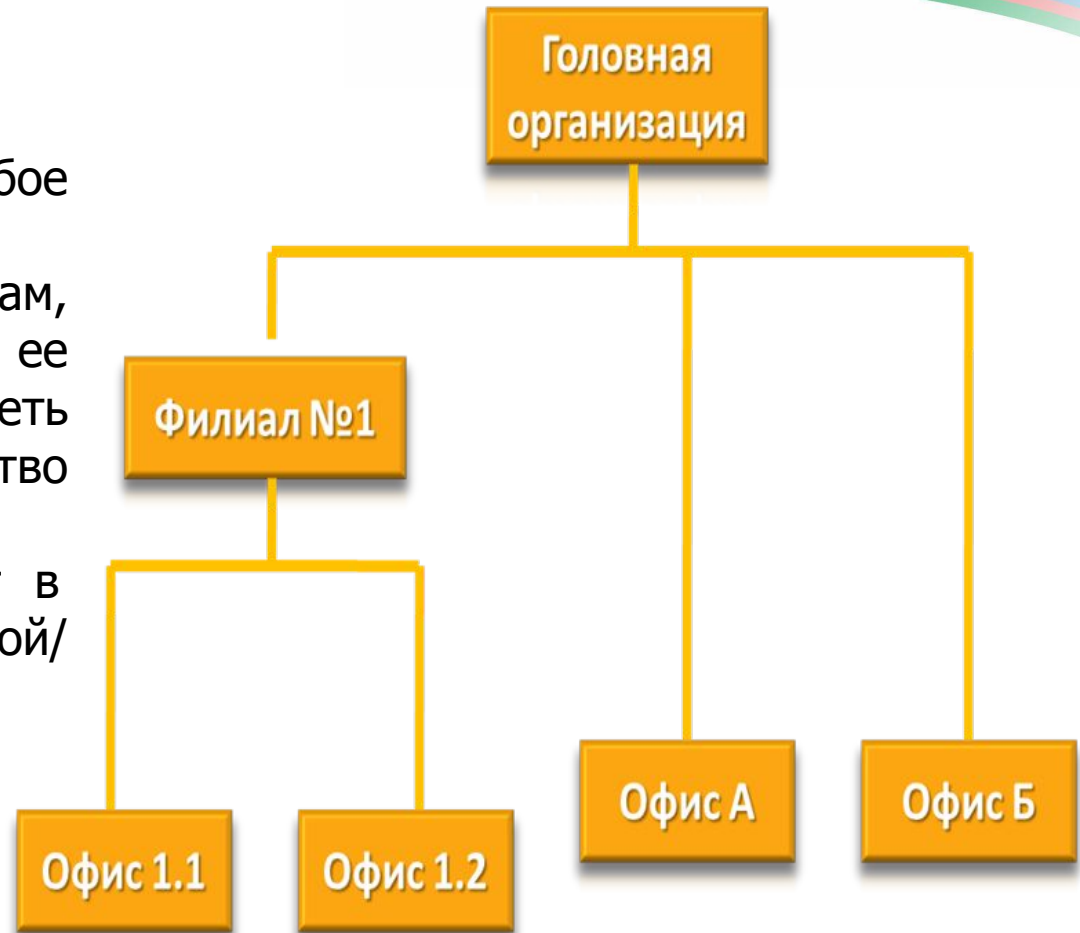 Головная
организация
бое
ам,
ее
еть
тво
в
ой/
Филиал №1
Офис А
Офис Б
Офис 1.1
Офис 1.2